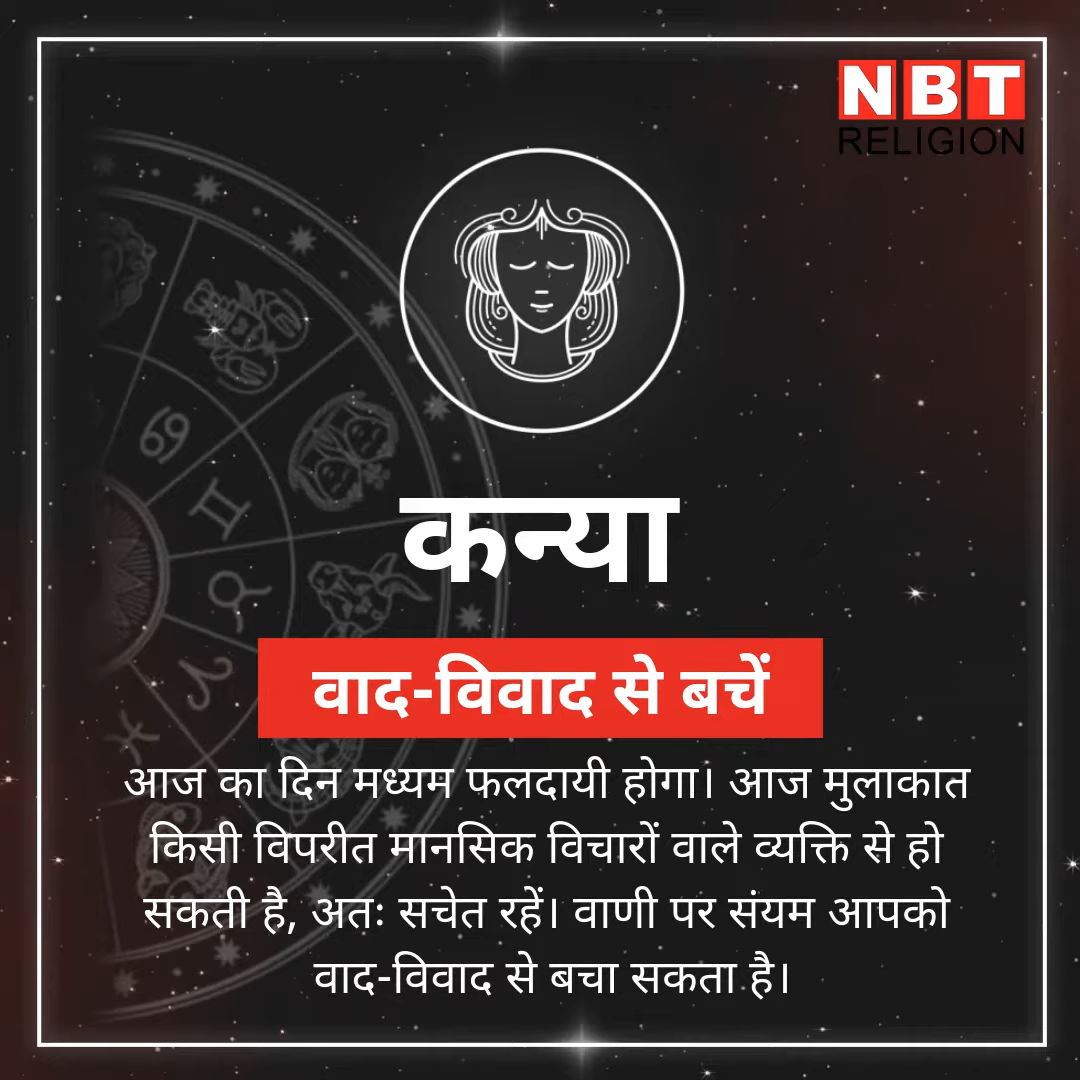 NBT
RELIGION
कन्या
वाद-विवाद से बचें
आज का दिन मध्यम फलदायी होगा। आज मुलाकात
किसी विपरीत मानसिक विचारों वाले व्यक्ति से हो
सकती है, अतः सचेत रहें। वाणी पर संयम आपको
वाद-विवाद से बचा सकता है।